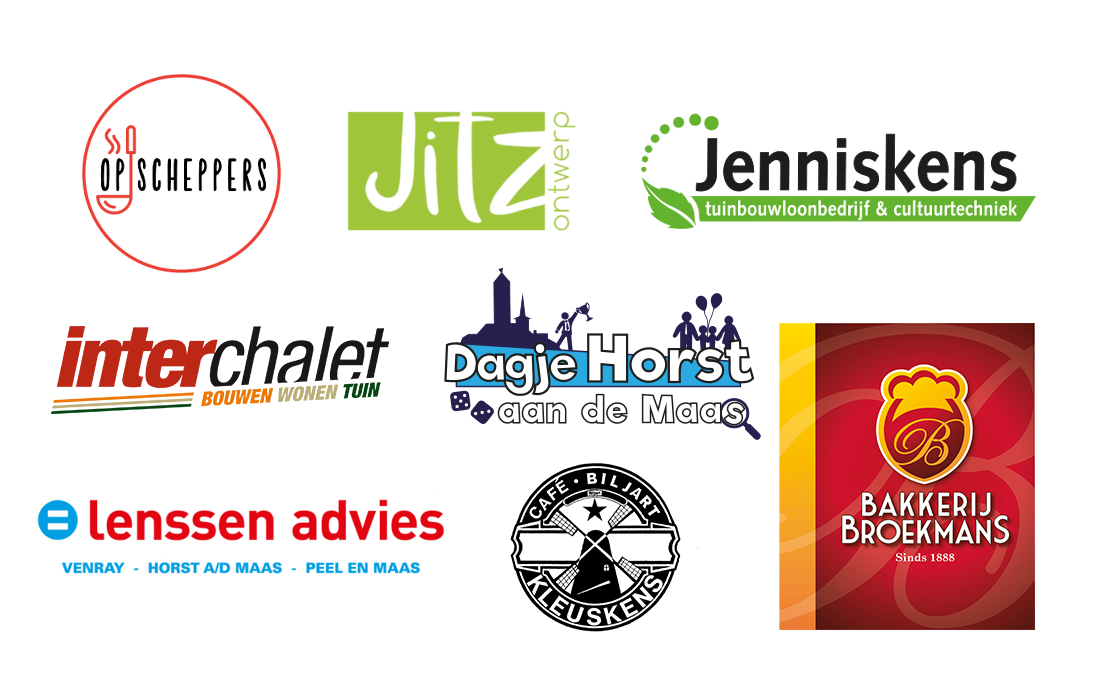 OPSCHEPPERS
Jitz
ontwerp
Jenniskens
tuinbouwloonbedrijf & cultuurtechniek
interchalet
BOUWEN WONEN TUIN
Dagje Horst
aan de Maas
BAKKERIJ
BROEKMANS
Sinds 1888
B
= lenssen advies
VENRAY - HORST A/D MAAS - PEEL EN MAAS
CAFÉ · BILJART
KLEUSKENS